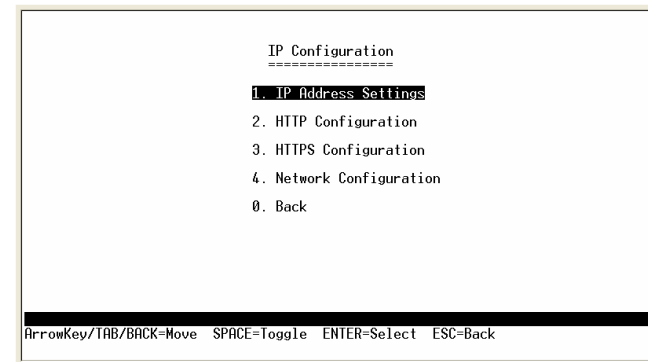 IP Configuration
================
1. IP Address Settings
2. HTTP Configuration
3. HTTPS Configuration
4. Network Configuration
0. Back
ArrowKey/TAB/BACK=Move  SPACE=Toggle  ENTER=Select  ESC=Back